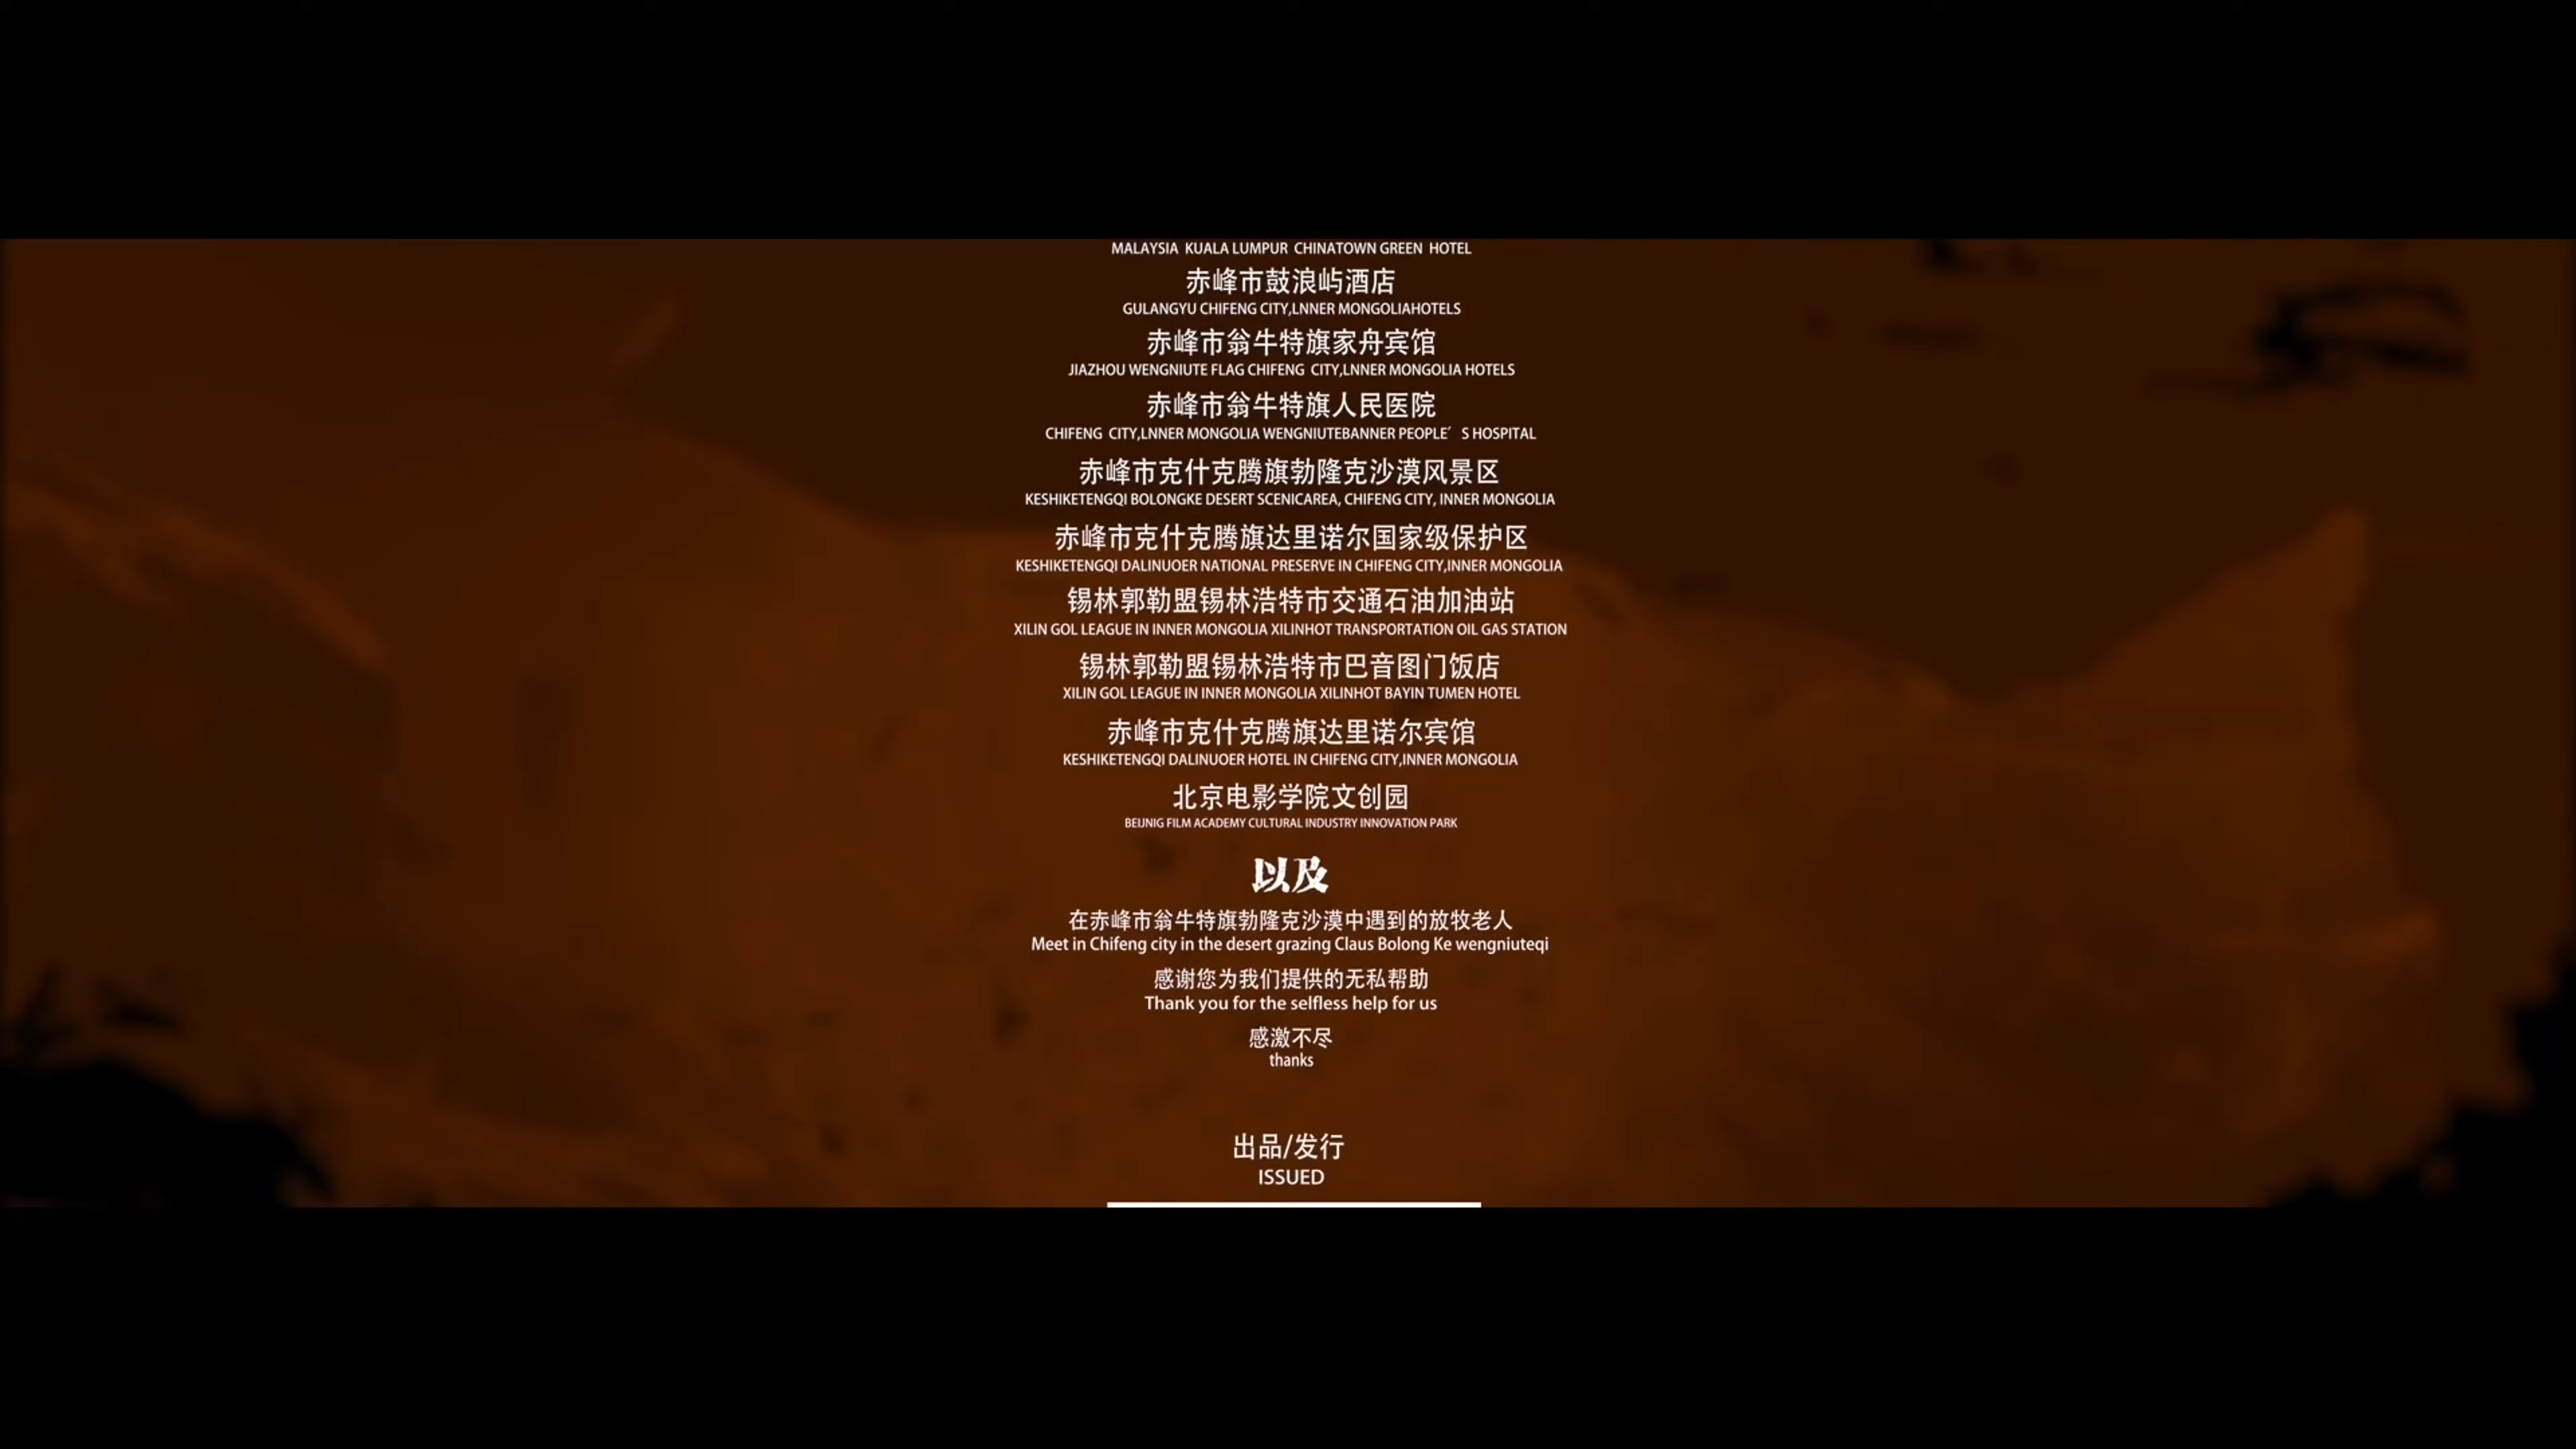 MALAYSIA KUALA LUMPUR CHINATOWN GREEN HOTEL
赤峰市鼓浪屿酒店
GULANGYU CHIFENG CITY,LNNER MONGOLIAHOTELS
赤峰市翁牛特旗家舟宾馆
JIAZHOU WENGNIUTE FLAG CHIFENG CITY,LNNER MONGOLIA HOTELS
赤峰市翁牛特旗人民医院
CHIFENG CITY,LNNER MONGOLIA WENGNIUTEBANNER PEOPLE′S HOSPITAL
赤峰市克什克腾旗勃隆克沙漠风景区
KESHIKETENGQI BOLONGKE DESERT SCENICAREA, CHIFENG CITY, INNER MONGOLIA
赤峰市克什克腾旗达里诺尔国家级保护区
KESHIKETENGQI DALINUOER NATIONAL PRESERVE IN CHIFENG CITY,INNER MONGOLIA
锡林郭勒盟锡林浩特市交通石油加油站
XILIN GOL LEAGUE IN INNER MONGOLIA XILINHOT TRANSPORTATION OIL GAS STATION
锡林郭勒盟锡林浩特市巴音图门饭店
XILIN GOL LEAGUE IN INNER MONGOLIA XILINHOT BAYIN TUMEN HOTEL
赤峰市克什克腾旗达里诺尔宾馆
KESHIKETENGQI DALINUOER HOTEL IN CHIFENG CITY,INNER MONGOLIA
北京电影学院文创园
BEIJNIG FILM ACADEMY CULTURAL INDUSTRY INNOVATION PARK
以及
在赤峰市翁牛特旗勃隆克沙漠中遇到的放牧老人
Meet in Chifeng city in the desert grazing Claus Bolong Ke wengniuteqi
感谢您为我们提供的无私帮助
Thank you for the selfless help for us
感激不尽
thanks
出品/发行
ISSUED